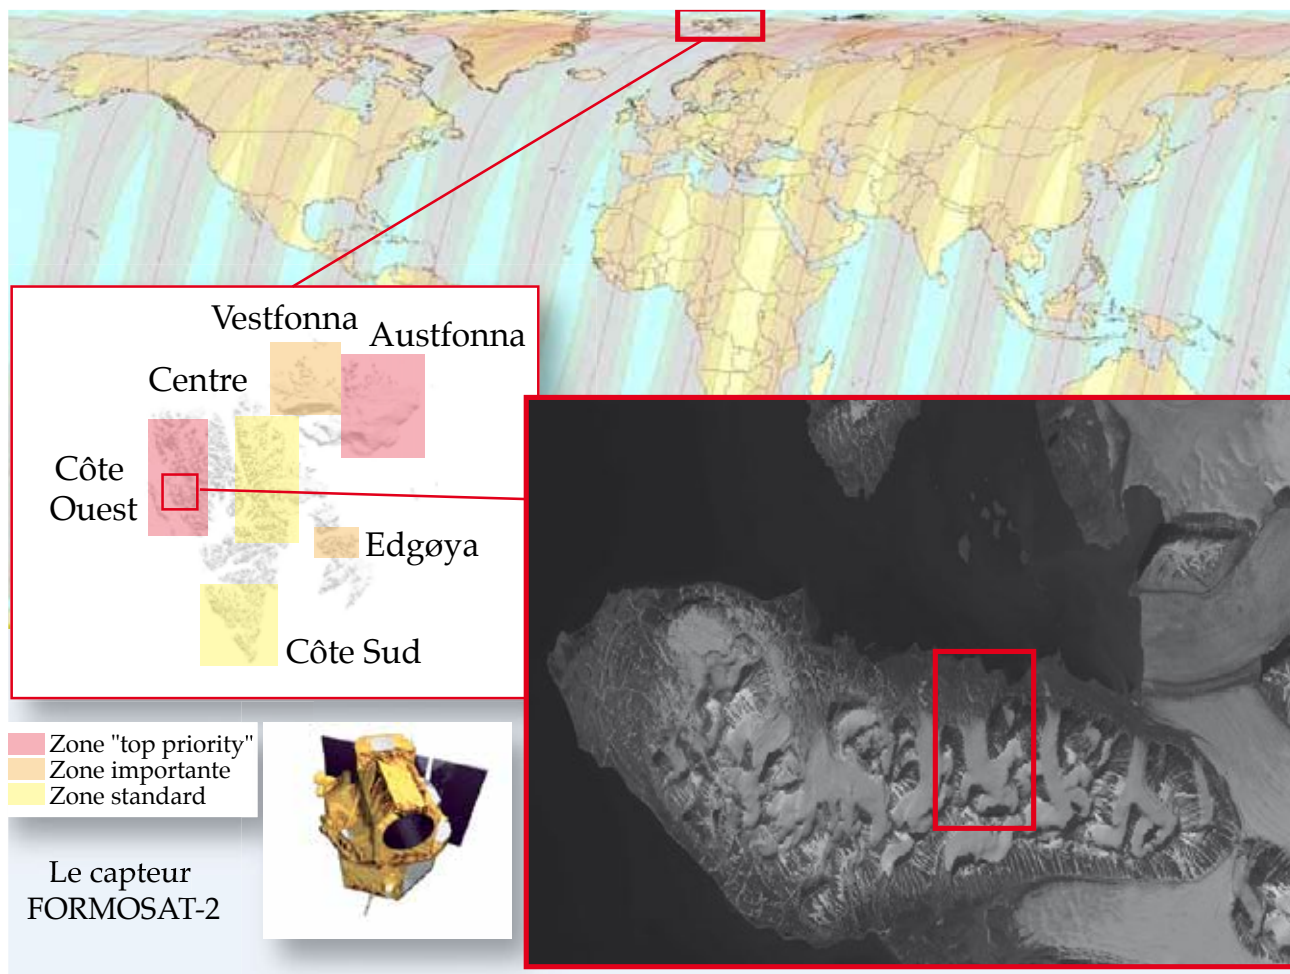 Vestfonna
Austfonna
Centre
Côte
Ouest
Edgøya
Côte Sud
Zone "top priority"
Zone importante
Zone standard
Le capteur
FORMOSAT-2